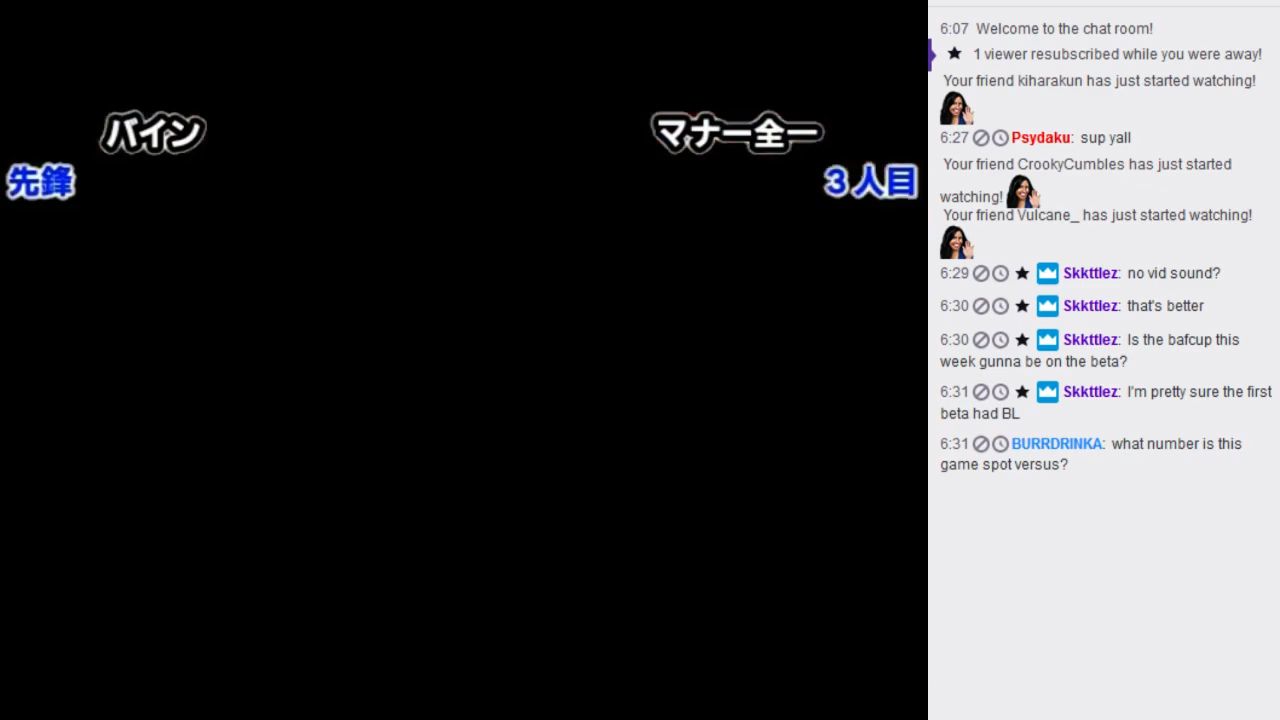 バイン
マナー全一
先鋒
3人目
6:07 Welcome to the chat room!
1 viewer resubscribed while you were away!
Your friend kiharakun has just started watching!
6:27 Psydaku: sup yall
Your friend CrookyCumbles has just started
watching!
Your friend Vulcane_ has just started watching!
6:29 Skkttlez: no vid sound?
6:30 Skkttlez: that's better
6:30 Skkttlez: Is the bafcup this
week gunna be on the beta?
6:31 Skkttlez: I'm pretty sure the first
beta had BL
6:31 BURRDRINKA: what number is this
game spot versus?